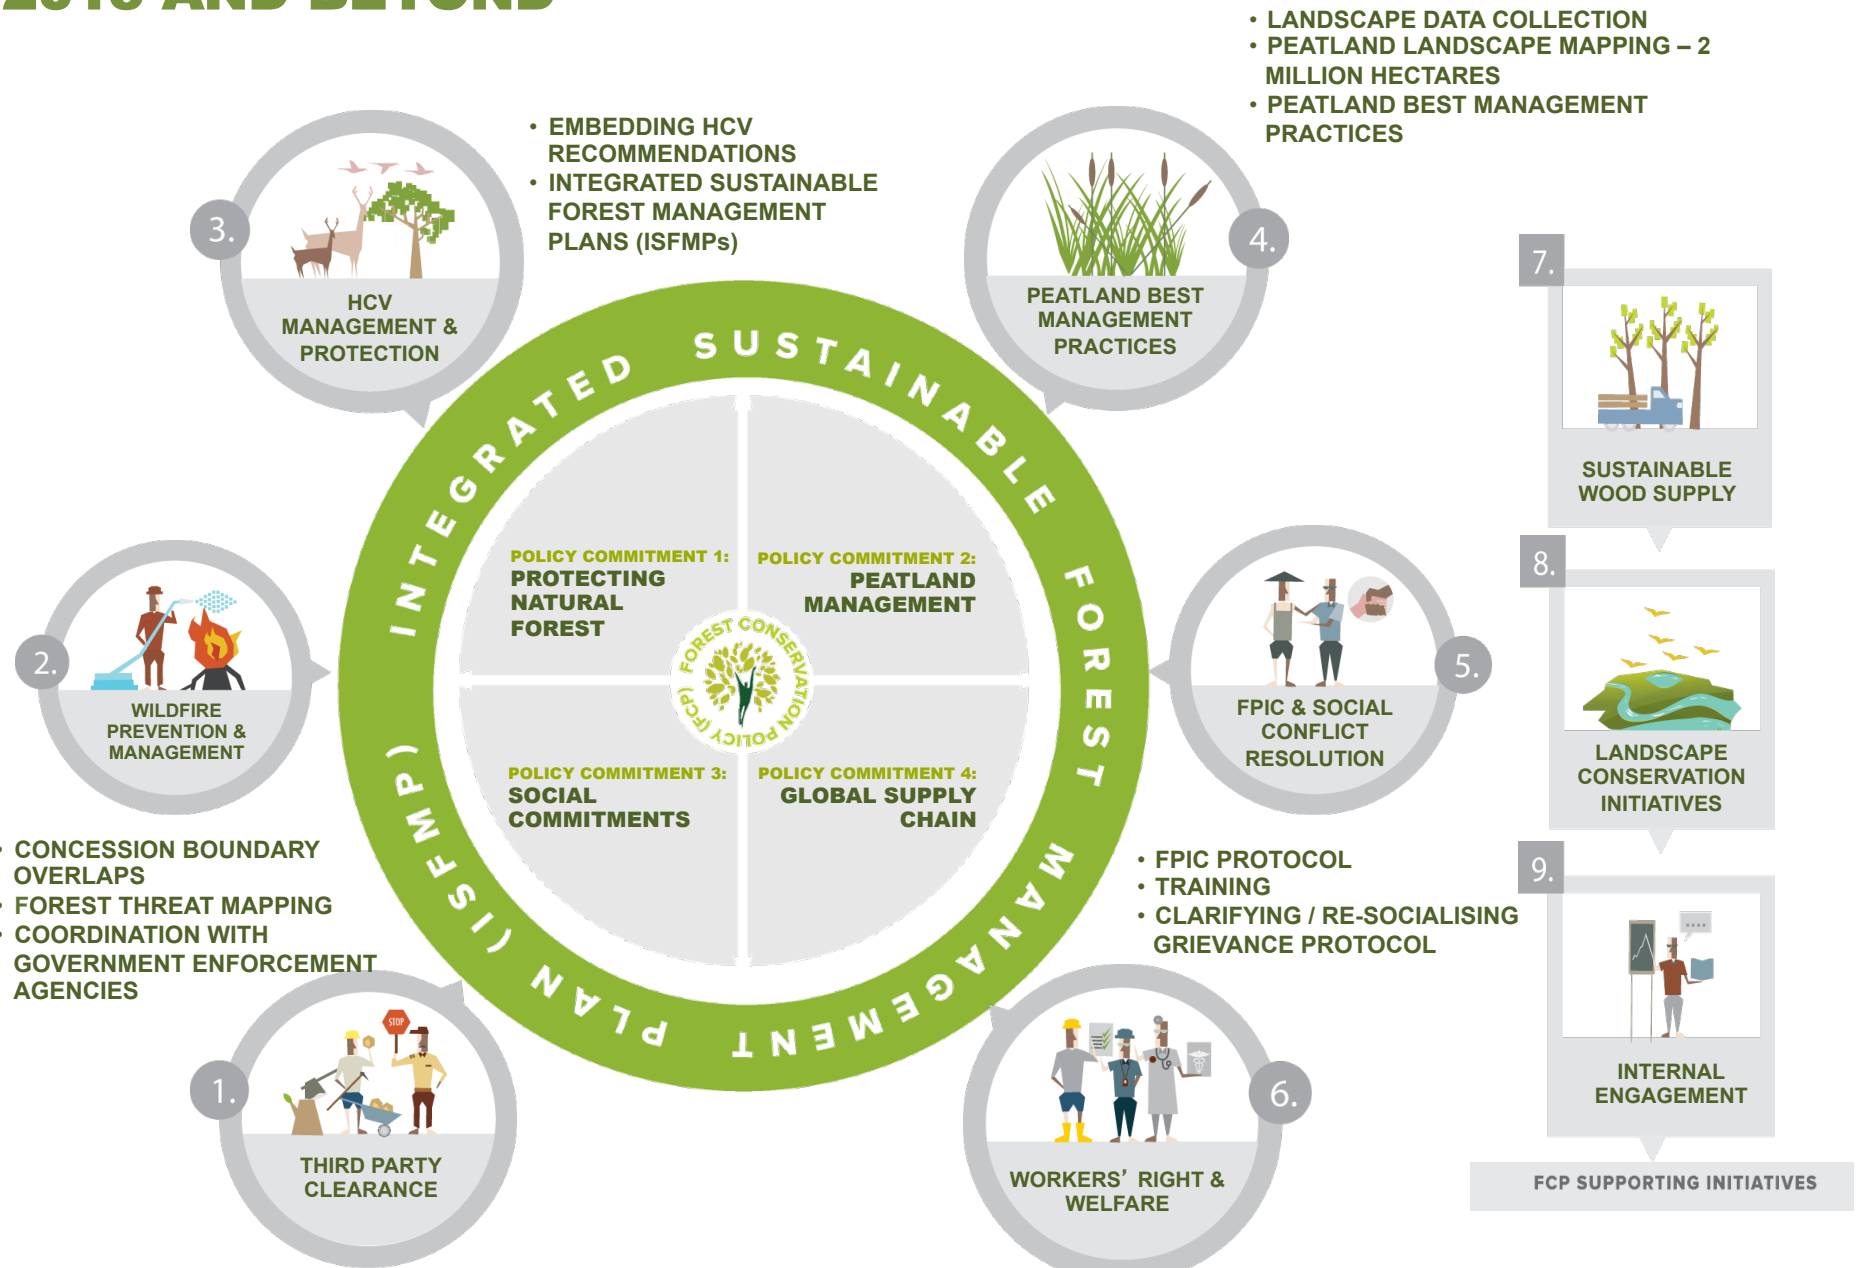 2016 AND BEYOND
• LANDSCAPE DATA COLLECTION
• PEATLAND LANDSCAPE MAPPING – 2
MILLION HECTARES
• PEATLAND BEST MANAGEMENT
PRACTICES
• EMBEDDING HCV
RECOMMENDATIONS
• INTEGRATED SUSTAINABLE
FOREST MANAGEMENT
PLANS (ISFMPs)
3.
HCV
MANAGEMENT &
PROTECTION
4.
PEATLAND BEST
MANAGEMENT
PRACTICES
INTEGRATED SUSTAINABLE FOREST MANAGEMENT PLAN (ISFMP)
POLICY COMMITMENT 1:
PROTECTING
NATURAL
FOREST
POLICY COMMITMENT 2:
PEATLAND
MANAGEMENT
FOREST CONSERVATION POLICY (FCP)
POLICY COMMITMENT 3:
SOCIAL
COMMITMENTS
POLICY COMMITMENT 4:
GLOBAL SUPPLY
CHAIN
2.
WILDFIRE
PREVENTION &
MANAGEMENT
5.
FPIC & SOCIAL
CONFLICT
RESOLUTION
• CONCESSION BOUNDARY
OVERLAPS
• FOREST THREAT MAPPING
• COORDINATION WITH
GOVERNMENT ENFORCEMENT
AGENCIES
• FPIC PROTOCOL
• TRAINING
• CLARIFYING / RE-SOCIALISING
GRIEVANCE PROTOCOL
1.
STOP
THIRD PARTY
CLEARANCE
6.
WORKERS’ RIGHT &
WELFARE
7.
SUSTAINABLE
WOOD SUPPLY
8.
LANDSCAPE
CONSERVATION
INITIATIVES
9.
INTERNAL
ENGAGEMENT
FCP SUPPORTING INITIATIVES